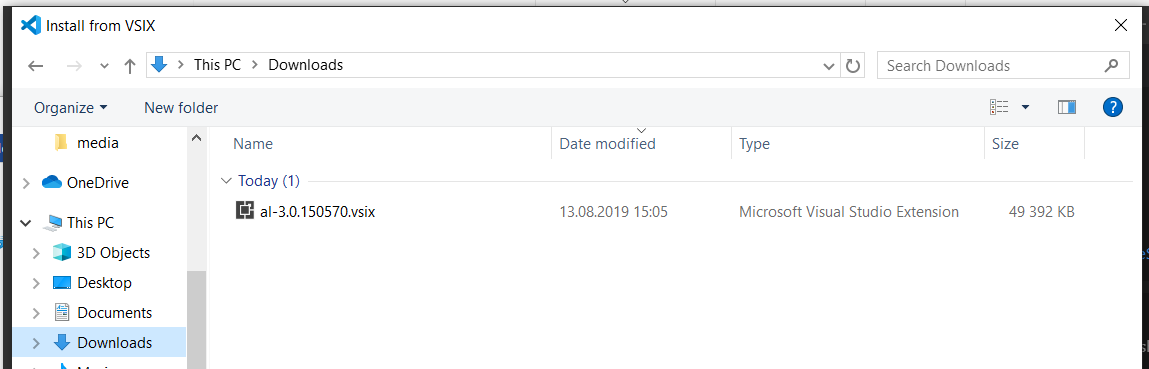 Install from VSIX
This PC
Downloads
Search Downloads
Organize
New folder
?
Name
Date modified
Type
Size
media
OneDrive
This PC
3D Objects
Desktop
Documents
Downloads
Today (1)
al-3.0.150570.vsix
13.08.2019 15:05
Microsoft Visual Studio Extension
49 392 KB